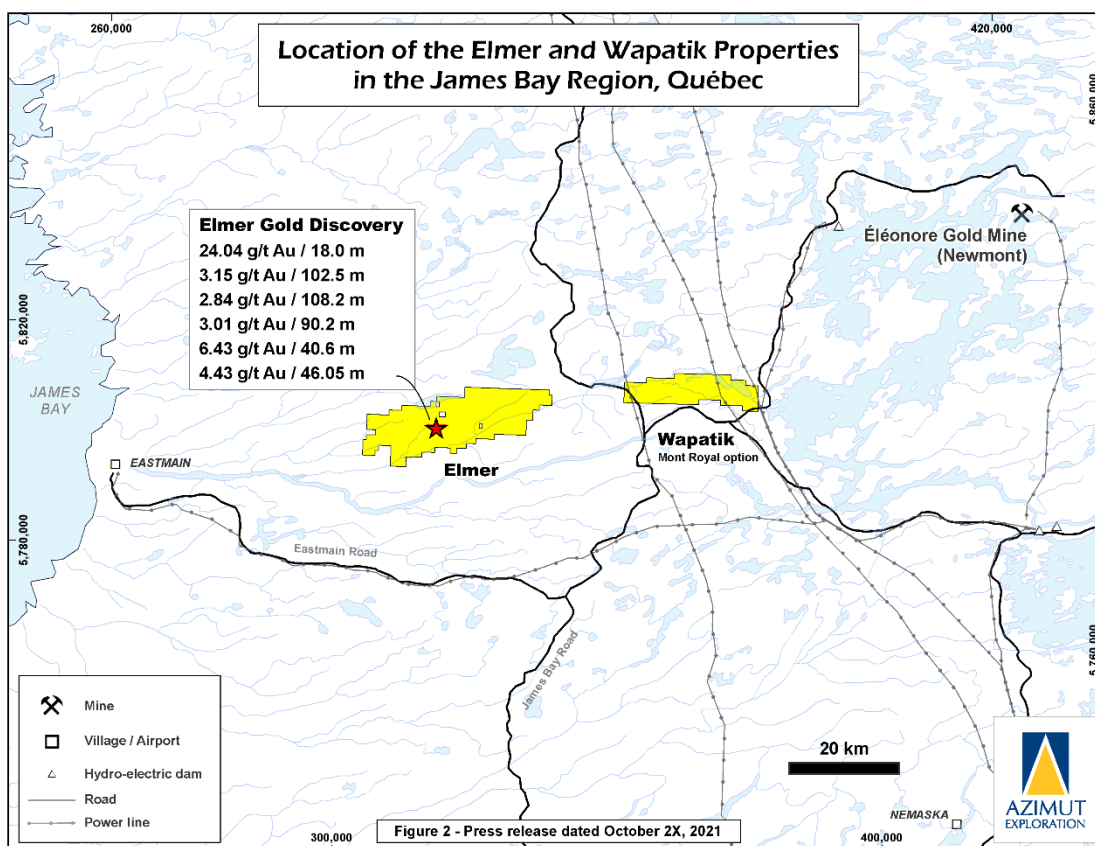 260,000
420,000
Location of the Elmer and Wapatik Properties
in the James Bay Region, Québec
5,860,000
Elmer Gold Discovery
24.04 g/t Au / 18.0 m
3.15 g/t Au / 102.5 m
2.84 g/t Au / 108.2 m
3.01 g/t Au / 90.2 m
6.43 g/t Au / 40.6 m
4.43 g/t Au / 46.05 m
Éléonore Gold Mine
(Newmont)
5,820,000
JAMES
BAY
Elmer
Wapatik
Mont Royal option
EASTMAIN
5,780,000
Eastmain Road
James Bay Road
5,760,000
Mine
Village / Airport
Hydro-electric dam
Road
Power line
20 km
AZIMUT
EXPLORATION
NEMASKA
300,000
Figure 2 - Press release dated October 2X, 2021
400,000